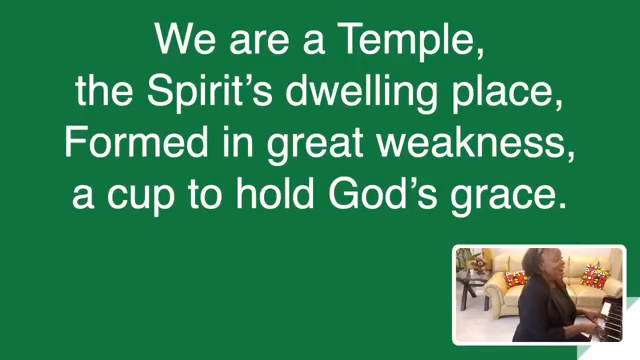 We are a Temple,
the Spirit's dwelling place,
Formed in great weakness,
a cup to hold God's grace.